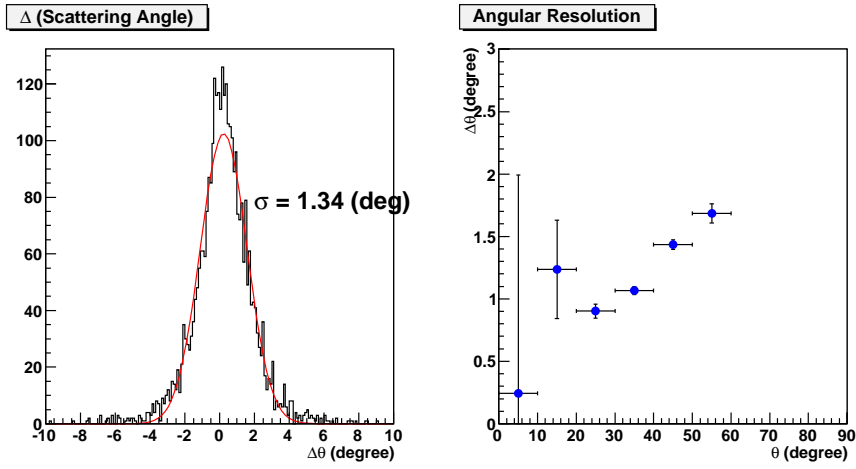 Δ (Scattering Angle)
120
100
80
60
40
20
0
σ = 1.34 (deg)
-10 -8 -6 -4 -2 0 2 4 6 8 10
Δθ (degree)
Angular Resolution
Δθ (degree)
3
2.5
2
1.5
1
0.5
0
0 10 20 30 40 50 60 70 80 90
θ (degree)